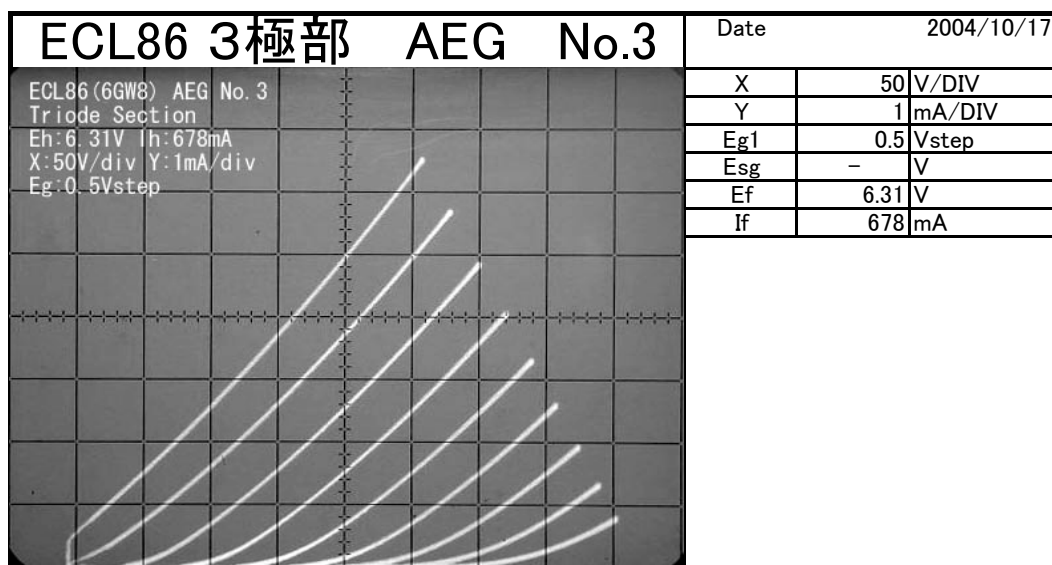 ECL86 3極部 AEG No.3
Date 2004/10/17
ECL86(6GW8) AEG No.3
Triode Section
Eh:6.31V Ih:678mA
X:50V/div Y:1mA/div
Eg:0.5Vstep
X 50 V/DIV
Y 1 mA/DIV
Eg1 0.5 Vstep
Esg － V
Ef 6.31 V
If 678 mA